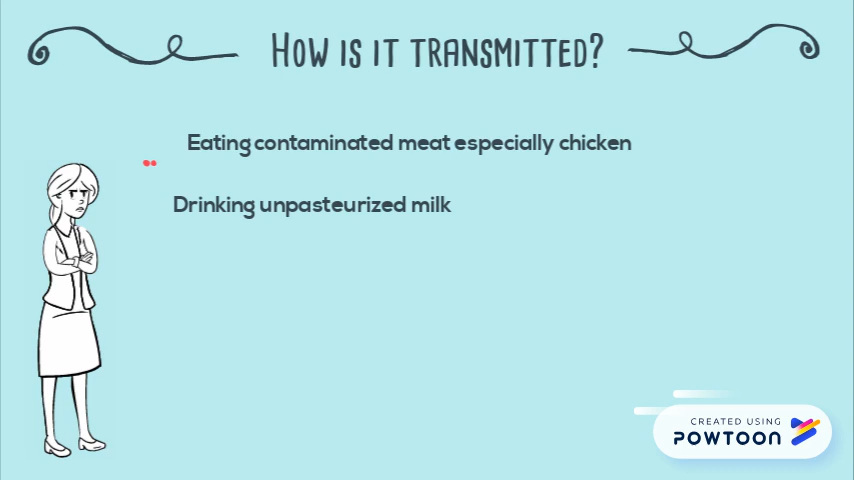 How is it transmitted?
Eating contaminated meat especially chicken
Drinking unpasteurized milk
CREATED USING
POWTOON